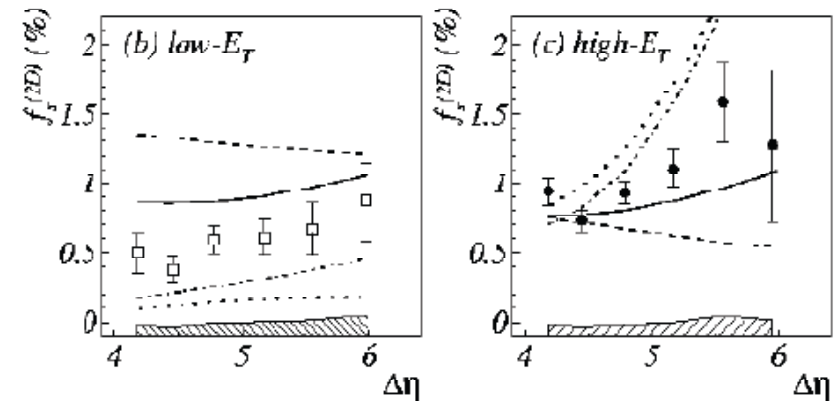 (b) low-E_T
f_s^(2D) (%)
2
1.5
1
0.5
0
4 5 6
Δη
(c) high-E_T
f_s^(2D) (%)
2
1.5
1
0.5
0
4 5 6
Δη